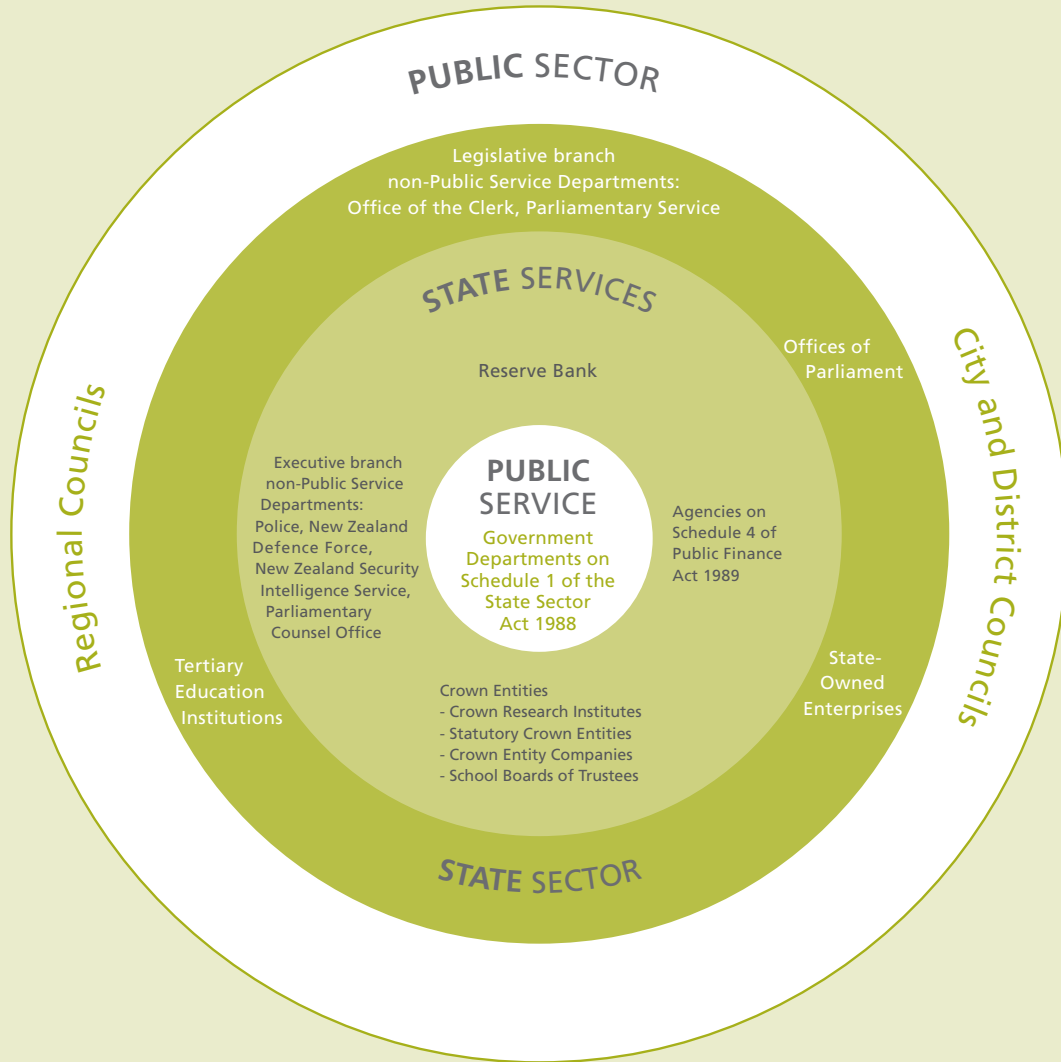 PUBLIC SECTOR
Legislative branch
non-Public Service Departments:
Office of the Clerk, Parliamentary Service
STATE SERVICES
Reserve Bank
Offices of
Parliament
Regional Councils
City and District Councils
Executive branch
non-Public Service
Departments:
Police, New Zealand
Defence Force,
New Zealand Security
Intelligence Service,
Parliamentary
Counsel Office
PUBLIC
SERVICE
Government
Departments on
Schedule 1 of the
State Sector
Act 1988
Agencies on
Schedule 4 of
Public Finance
Act 1989
Tertiary
Education
Institutions
State-
Owned
Enterprises
Crown Entities
- Crown Research Institutes
- Statutory Crown Entities
- Crown Entity Companies
- School Boards of Trustees
STATE SECTOR